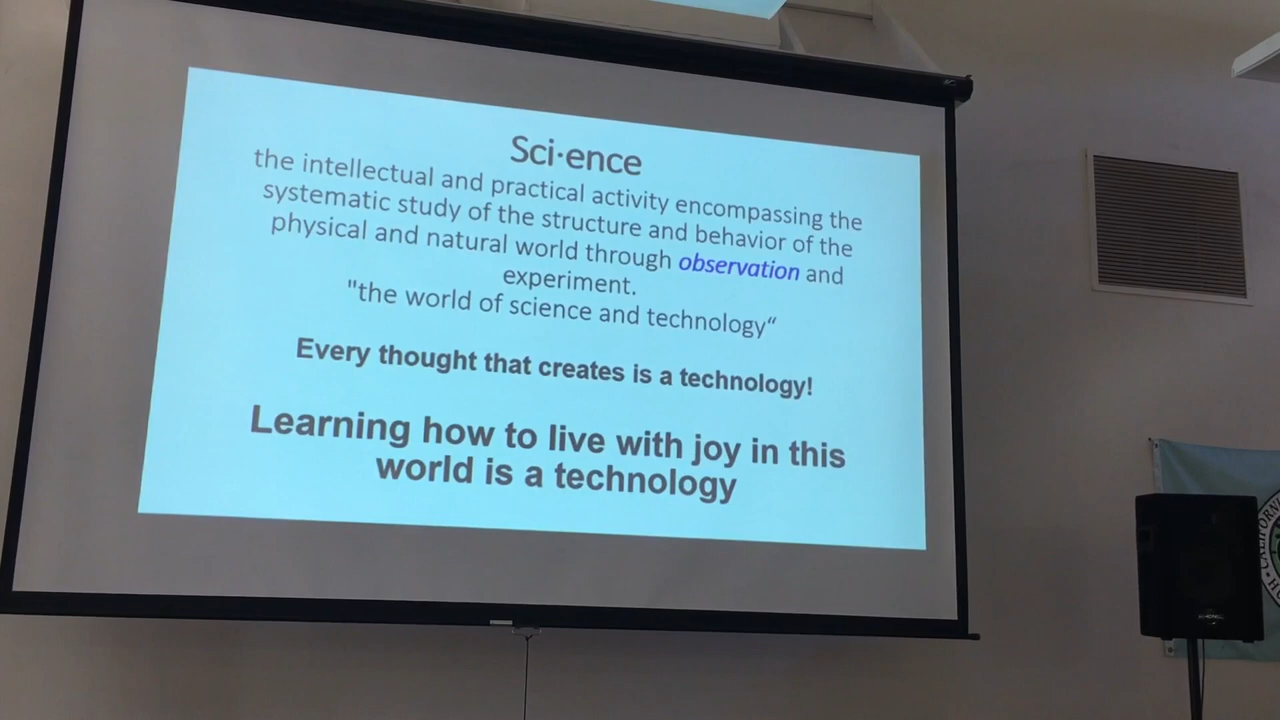 Sci·ence
the intellectual and practical activity encompassing the
systematic study of the structure and behavior of the
physical and natural world through observation and
experiment.
"the world of science and technology“
Every thought that creates is a technology!
Learning how to live with joy in this
world is a technology